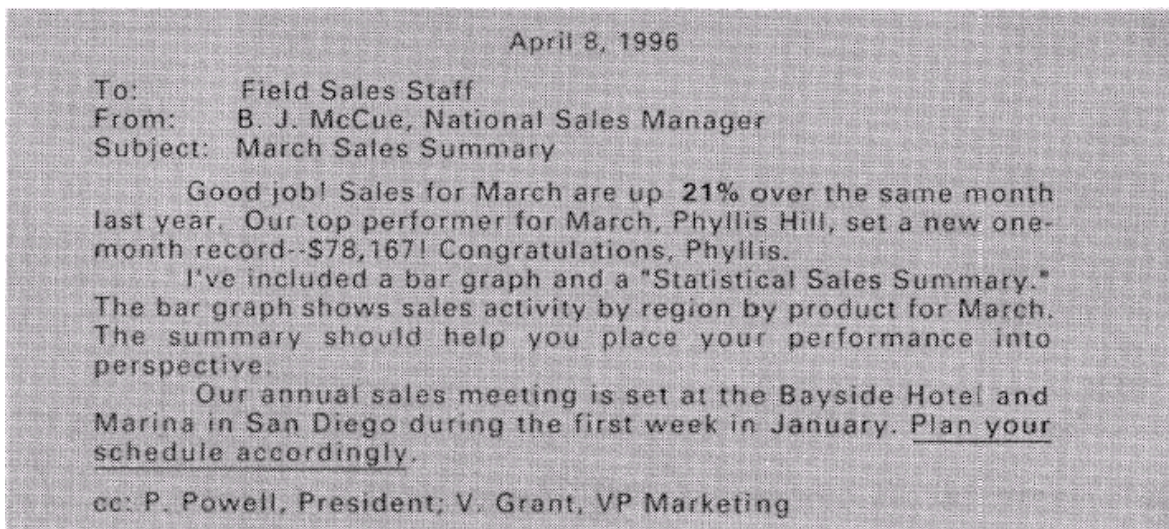 April 8, 1996
To: Field Sales Staff
From: B. J. McCue, National Sales Manager
Subject: March Sales Summary
Good job! Sales for March are up 21% over the same month
last year. Our top performer for March, Phyllis Hill, set a new one-
month record--$78,167! Congratulations, Phyllis.
I've included a bar graph and a "Statistical Sales Summary."
The bar graph shows sales activity by region by product for March.
The summary should help you place your performance into
perspective.
Our annual sales meeting is set at the Bayside Hotel and
Marina in San Diego during the first week in January. Plan your
schedule accordingly.
cc: P. Powell, President; V. Grant, VP Marketing